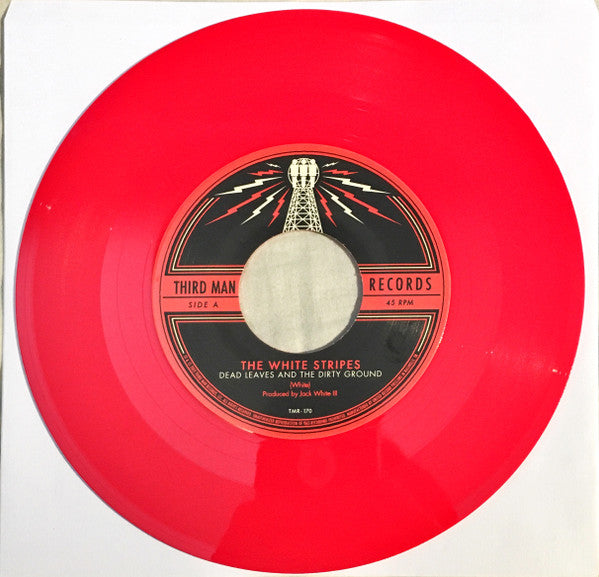 THIRD MAN RECORDS
SIDE A 45 RPM
THE WHITE STRIPES
DEAD LEAVES AND THE DIRTY GROUND
(White)
Produced by Jack White III
TMR-170